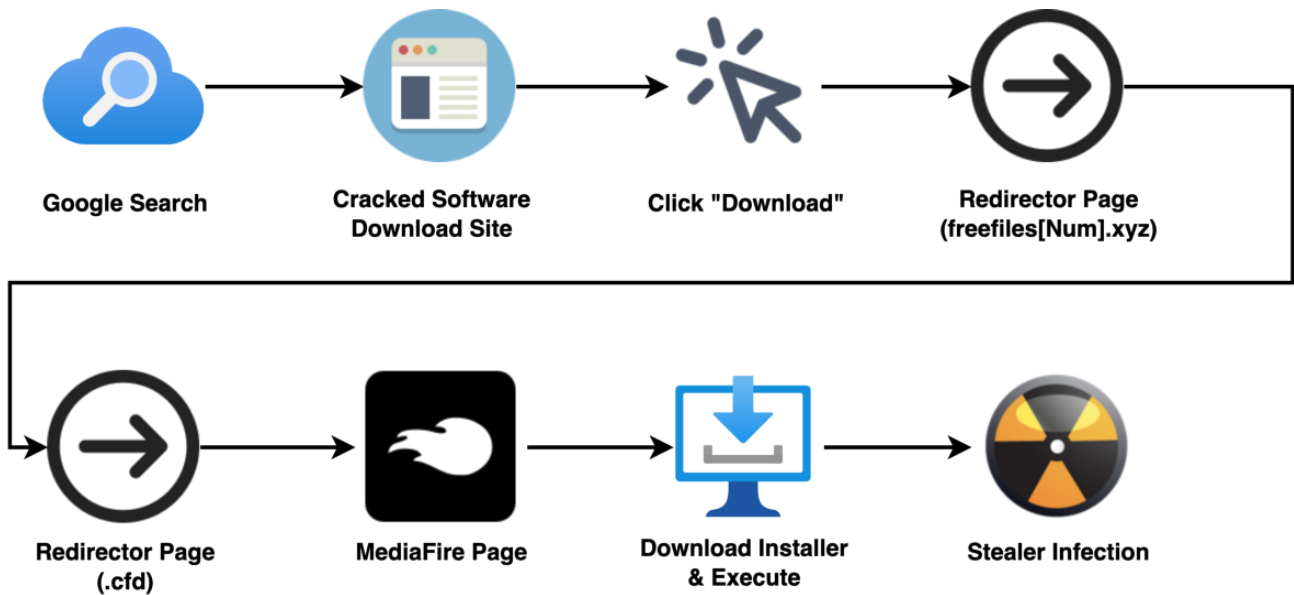 Google Search
Cracked Software
Download Site
Click "Download"
Redirector Page
(freefiles[Num].xyz)
Redirector Page
(.cfd)
MediaFire Page
Download Installer
& Execute
Stealer Infection